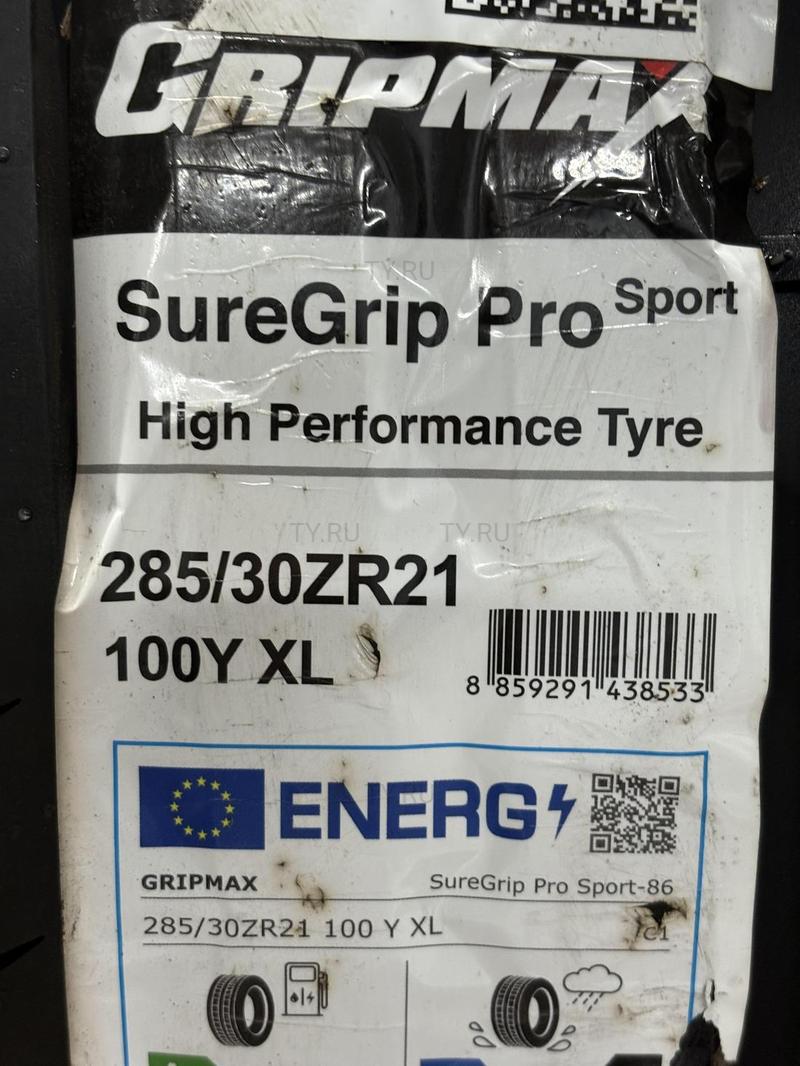 GRIPMAX
TY.RU
SureGrip Pro Sport
High Performance Tyre
TY.RU TY.RU
285/30ZR21
100Y XL
8 859291 438533
ENERG
GRIPMAX SureGrip Pro Sport-86
285/30ZR21 100 Y XL C1